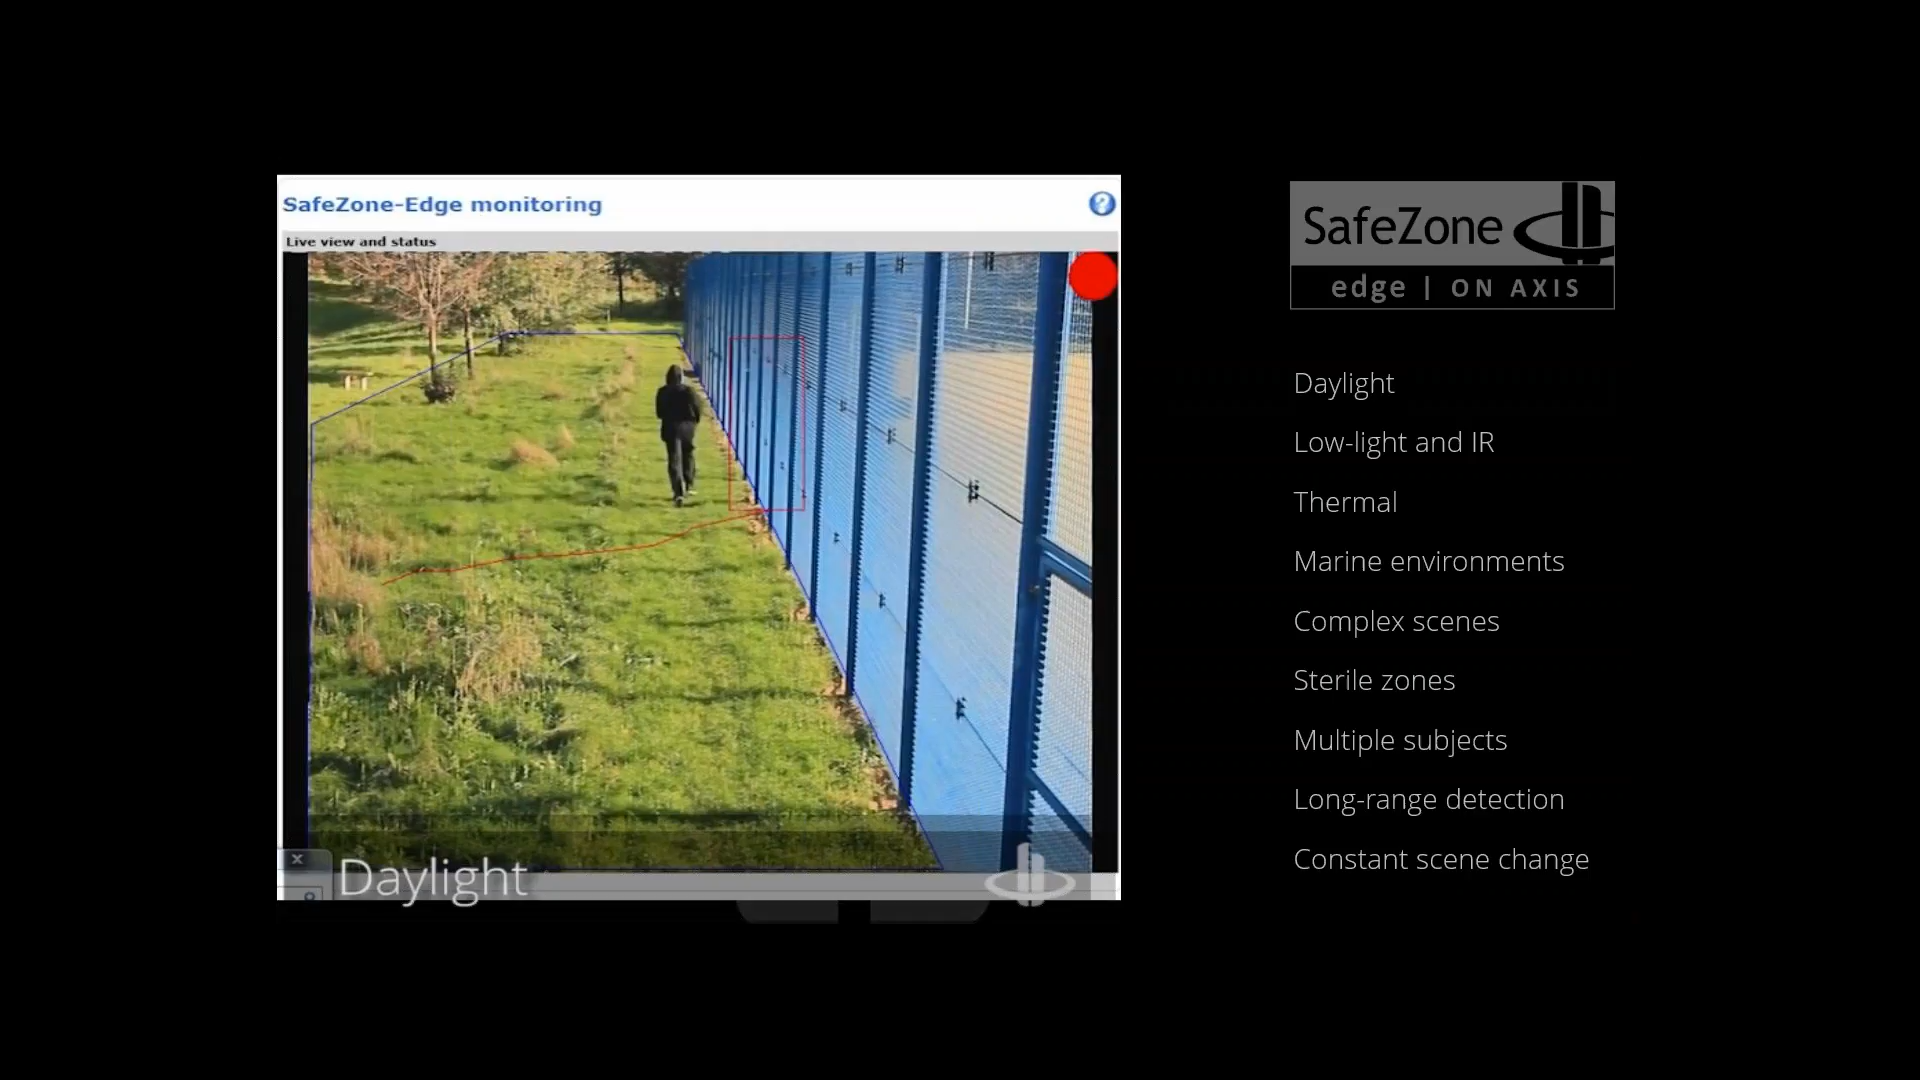 SafeZone-Edge monitoring
?
Live view and status
Daylight
SafeZone
edge | ON AXIS
Daylight
Low-light and IR
Thermal
Marine environments
Complex scenes
Sterile zones
Multiple subjects
Long-range detection
Constant scene change